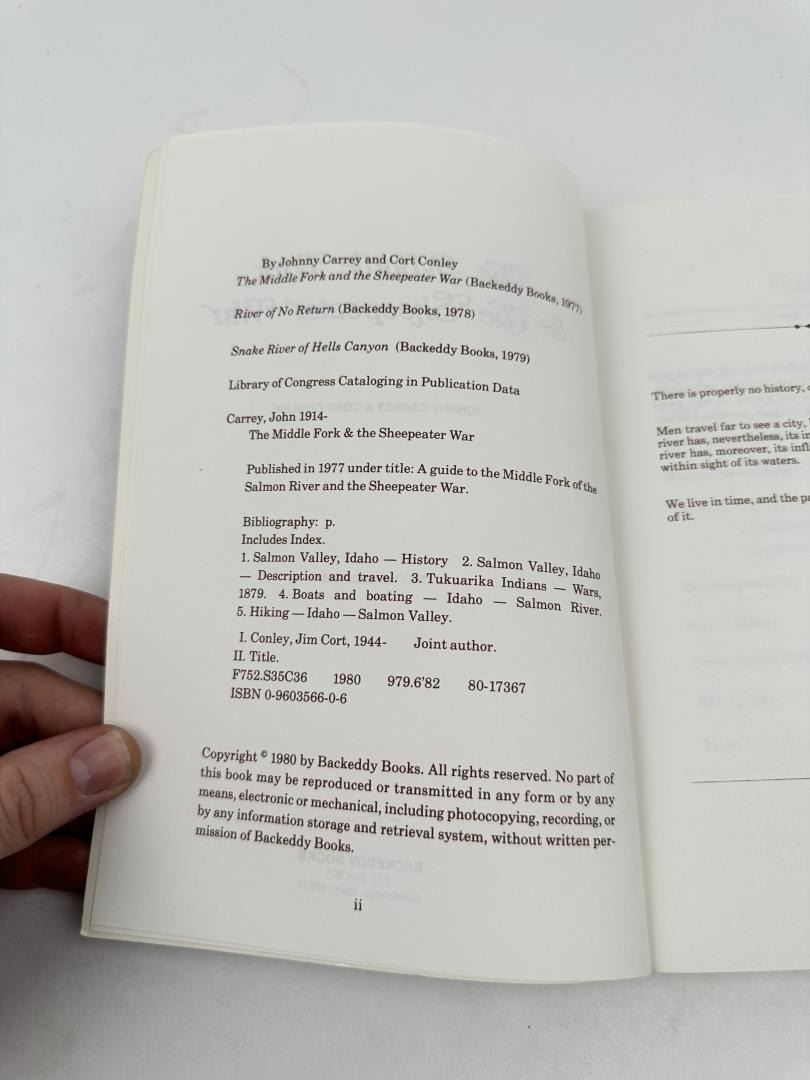 By Johnny Carrey and Cort Conley
The Middle Fork and the Sheepeater War (Backeddy Books, 1977)
River of No Return (Backeddy Books, 1978)
Snake River of Hells Canyon (Backeddy Books, 1979)
Library of Congress Cataloging in Publication Data
Carrey, John 1914-
The Middle Fork & the Sheepeater War
Published in 1977 under title: A guide to the Middle Fork of the
Salmon River and the Sheepeater War.
Bibliography: p.
Includes Index.
1. Salmon Valley, Idaho — History 2. Salmon Valley, Idaho
— Description and travel. 3. Tukuarika Indians — Wars,
1879. 4. Boats and boating — Idaho — Salmon River.
5. Hiking — Idaho — Salmon Valley.
I. Conley, Jim Cort, 1944- Joint author.
II. Title.
F752.S35C36 1980 979.6'82 80-17367
ISBN 0-9603566-0-6
Copyright © 1980 by Backeddy Books. All rights reserved. No part of
this book may be reproduced or transmitted in any form or by any
means, electronic or mechanical, including photocopying, recording, or
by any information storage and retrieval system, without written per-
mission of Backeddy Books.
ii
There is properly no history,
Men travel far to see a city,
river has, nevertheless, its
river has, moreover, its
within sight of its waters.
We live in time, and the
of it.